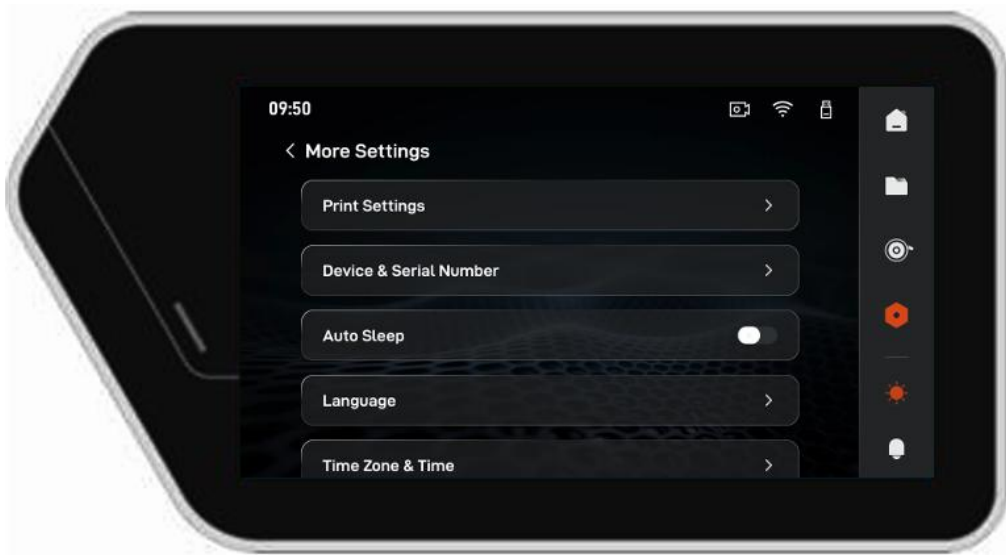 09:50
More Settings
Print Settings
Device & Serial Number
Auto Sleep
Language
Time Zone & Time